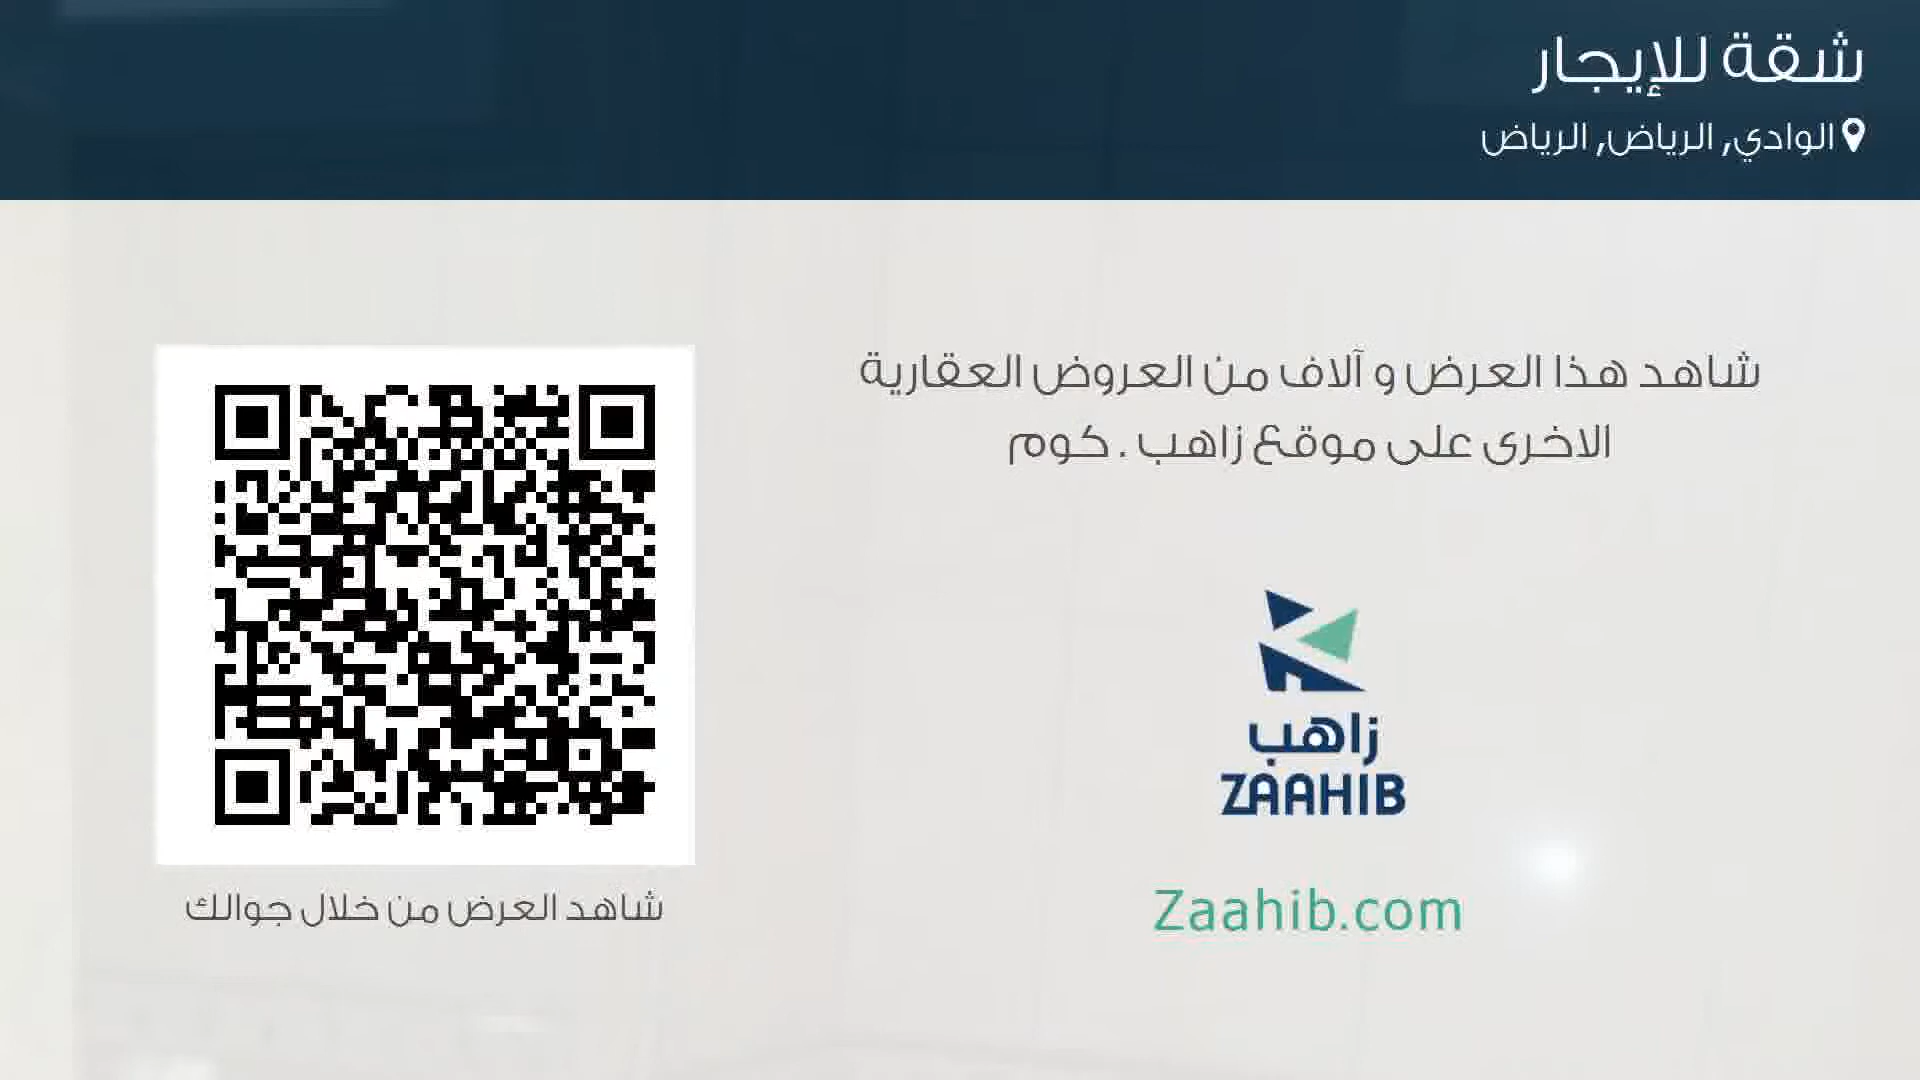 شقة للإيجار
الوادي, الرياض, الرياض
شاهد هذا العرض و آلاف من العروض العقارية
الاخرى على موقع زاهب . كوم
زاهب
ZAAHIB
Zaahib.com
شاهد العرض من خلال جوالك